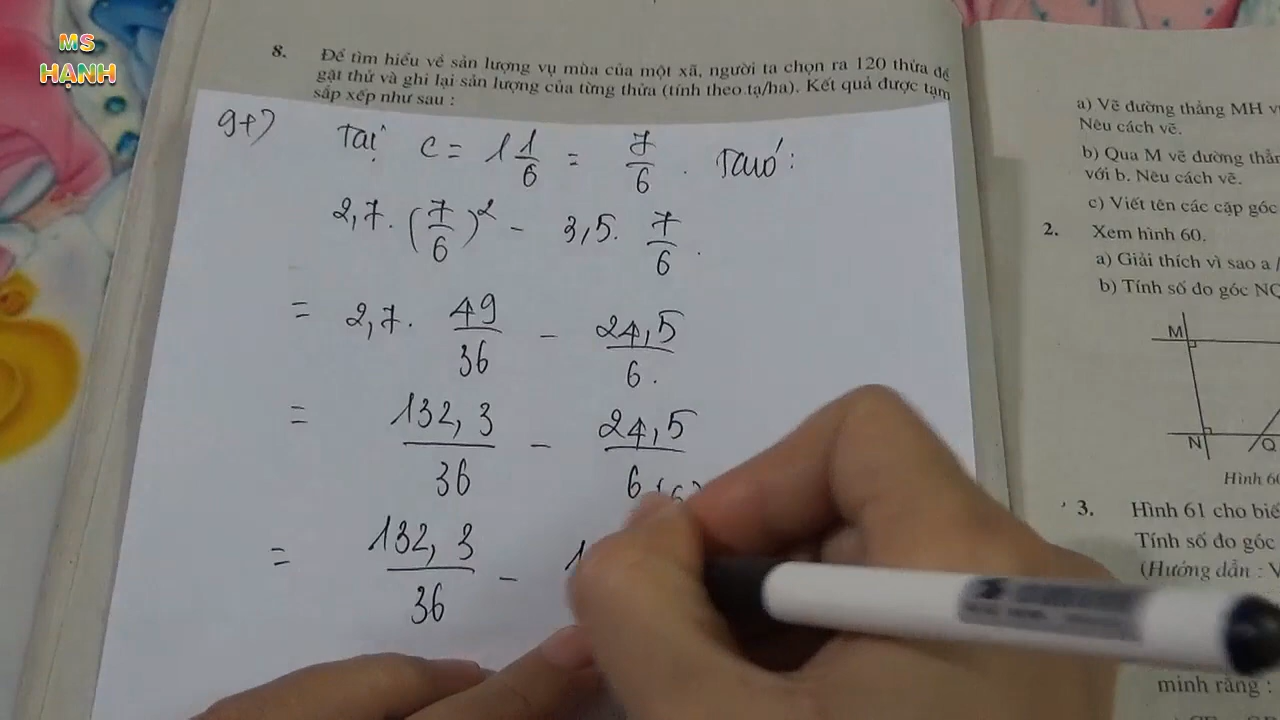 MS
HẠNH
8. Để tìm hiểu về sản lượng vụ mùa của một xã, người ta chọn ra 120 thửa để
gặt thử và ghi lại sản lượng của từng thửa (tính theo tạ/ha). Kết quả được tạm
sắp xếp như sau :
Tại c = 1 1/6 = 7/6 . Ta có :
2,7 . (7/6)² - 3,5 . 7/6 .
= 2,7 . 49/36 - 24,5/6 .
= 132,3/36 - 24,5/6 (6)
= 132,3/36 - 1
a) Vẽ đường thẳng MH
Nêu cách vẽ.
b) Qua M vẽ đường
với b. Nêu cách vẽ.
c) Viết tên các cặp góc
2. Xem hình 60.
a) Giải thích vì sao a
b) Tính số đo góc
M
N
Q
Hình
3. Hình 61 cho
Tính số đo góc
(Hướng dẫn :
minh rằng :